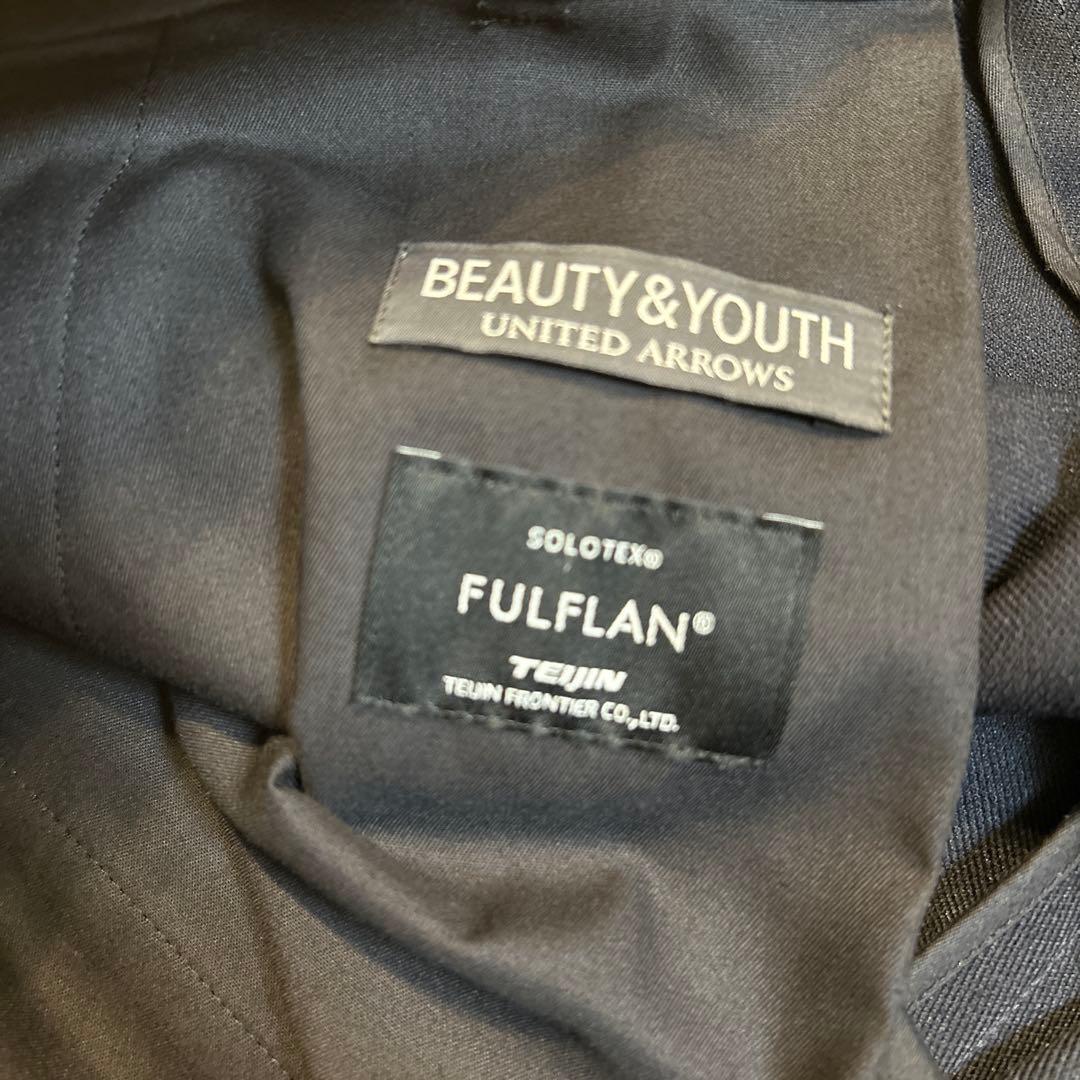 BEAUTY&YOUTH
UNITED ARROWS
SOLOTEX®
FULFLAN®
TEIJIN
TEIJIN FRONTIER CO.,LTD.